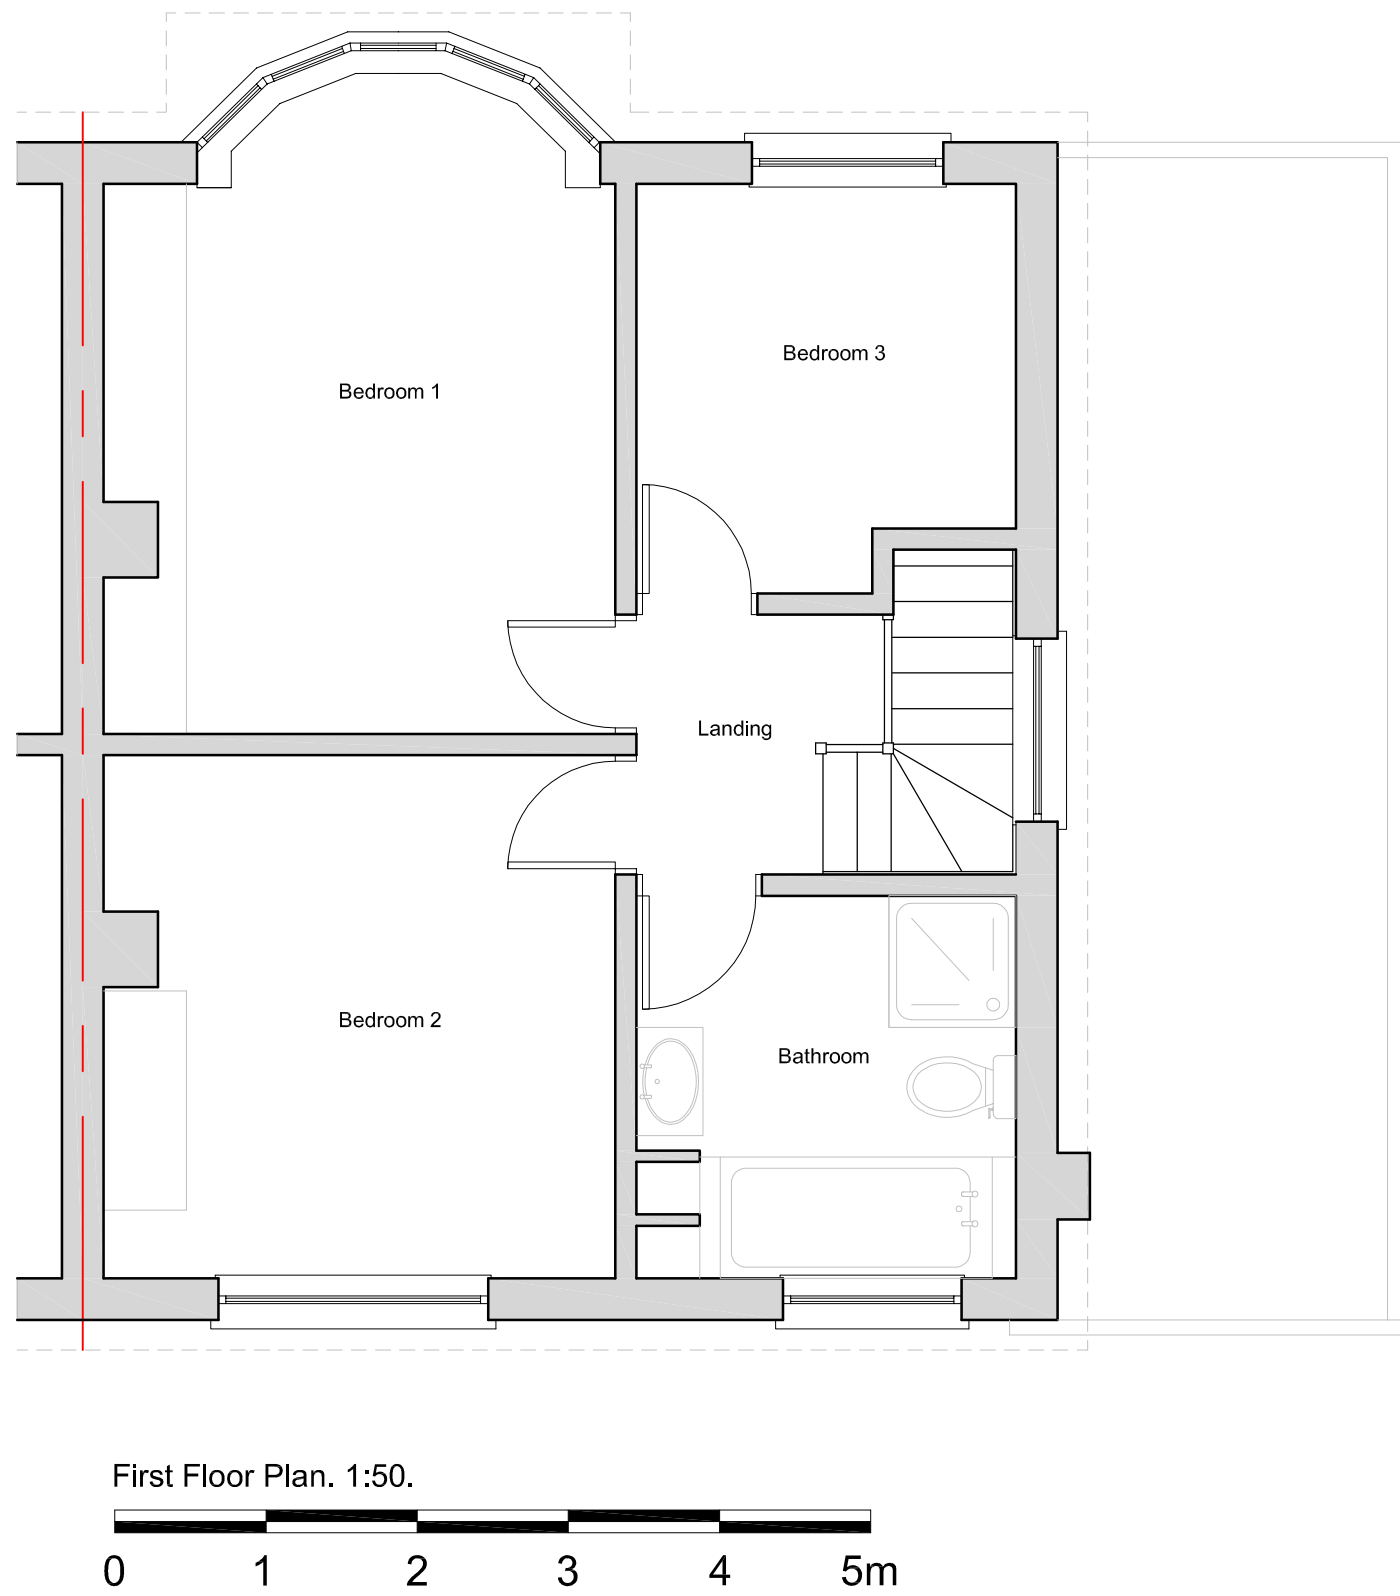 Bedroom 3
Bedroom 1
Landing
Bedroom 2
Bathroom
First Floor Plan. 1:50.
0 1 2 3 4 5m